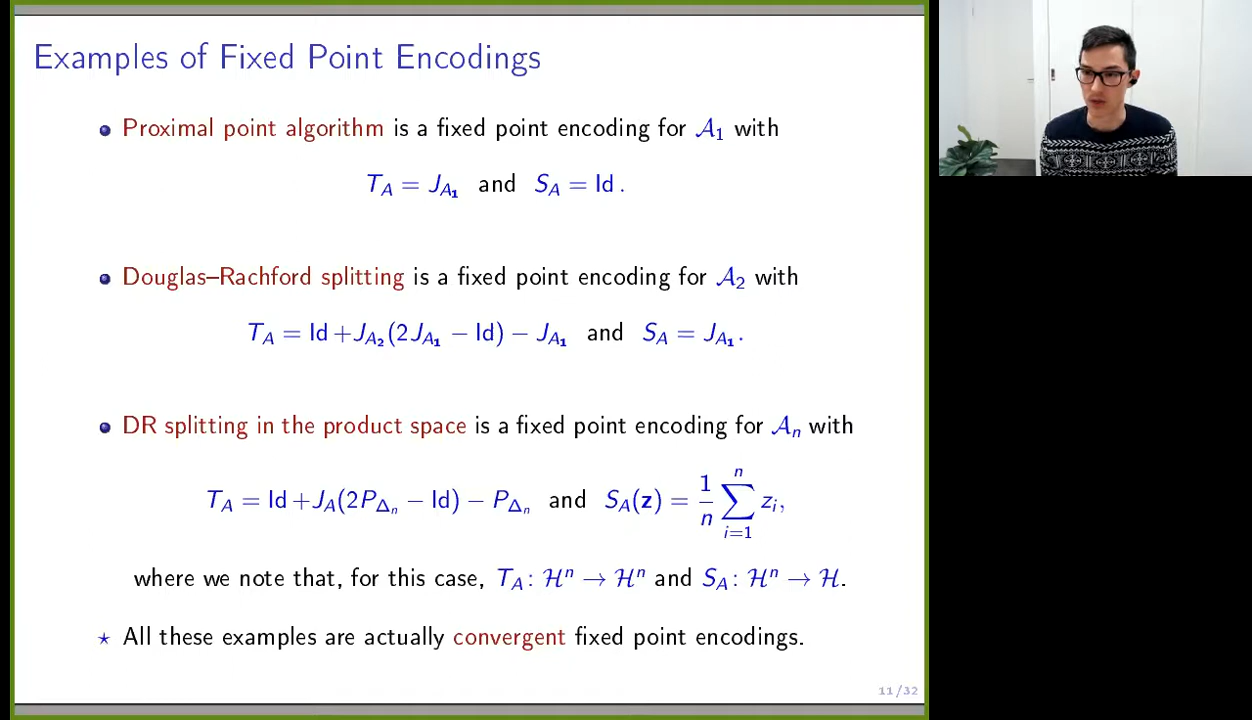 Examples of Fixed Point Encodings
• Proximal point algorithm is a fixed point encoding for 𝒜₁ with
T_A = J_{A₁} and S_A = Id.
• Douglas–Rachford splitting is a fixed point encoding for 𝒜₂ with
T_A = Id + J_{A₂}(2J_{A₁} − Id) − J_{A₁} and S_A = J_{A₁}.
• DR splitting in the product space is a fixed point encoding for 𝒜ₙ with
T_A = Id + J_A(2P_{Δₙ} − Id) − P_{Δₙ} and S_A(𝐳) = \frac{1}{n} \sum_{i=1}^{n} z_i,
where we note that, for this case, T_A : ℋⁿ → ℋⁿ and S_A : ℋⁿ → ℋ.
⋆ All these examples are actually convergent fixed point encodings.
11/32